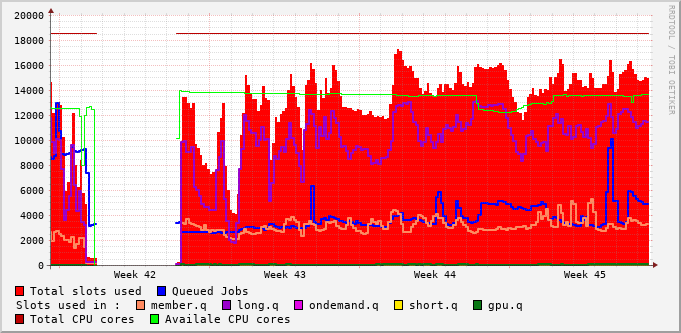 20000
18000
16000
14000
12000
10000
8000
6000
4000
2000
0
Week 42 Week 43 Week 44 Week 45
Total slots used Queued Jobs
Slots used in : member.q long.q ondemand.q short.q gpu.q
Total CPU cores Availale CPU cores
RRDTOOL / TOBI OETIKER